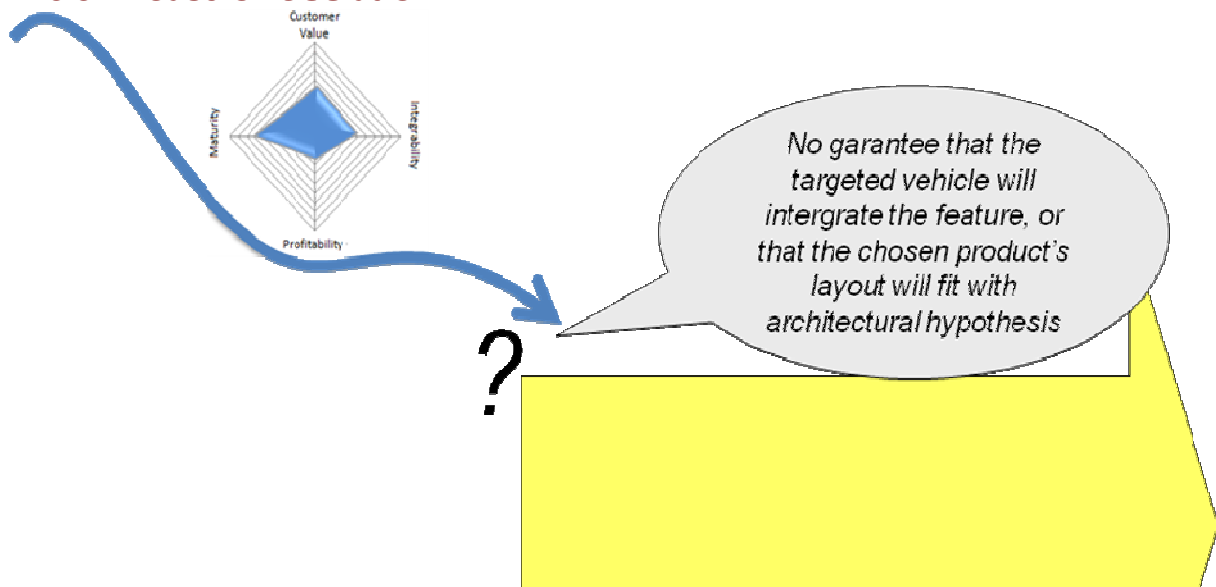 Customer
Value
Maturity
Integrability
Profitability
No garantee that the
targeted vehicle will
intergrate the feature, or
that the chosen product's
layout will fit with
architectural hypothesis
?